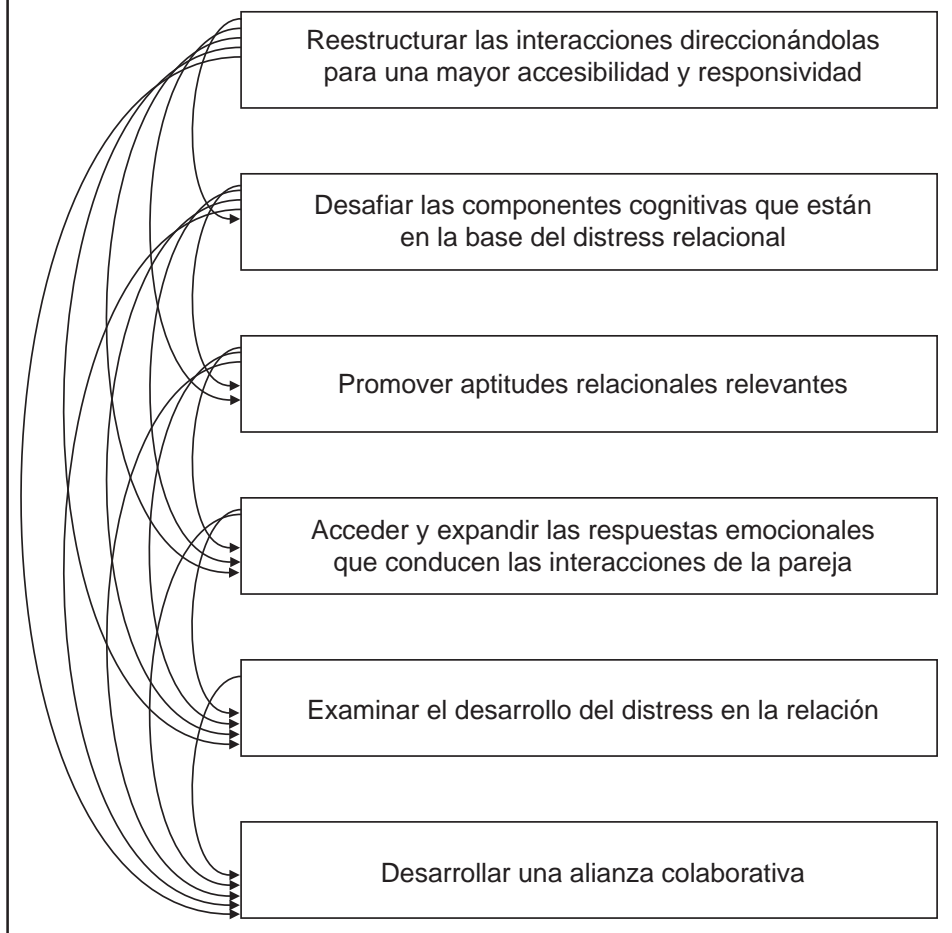 Reestructurar las interacciones direccionándolas
para una mayor accesibilidad y responsividad
Desafiar las componentes cognitivas que están
en la base del distress relacional
Promover aptitudes relacionales relevantes
Acceder y expandir las respuestas emocionales
que conducen las interacciones de la pareja
Examinar el desarrollo del distress en la relación
Desarrollar una alianza colaborativa